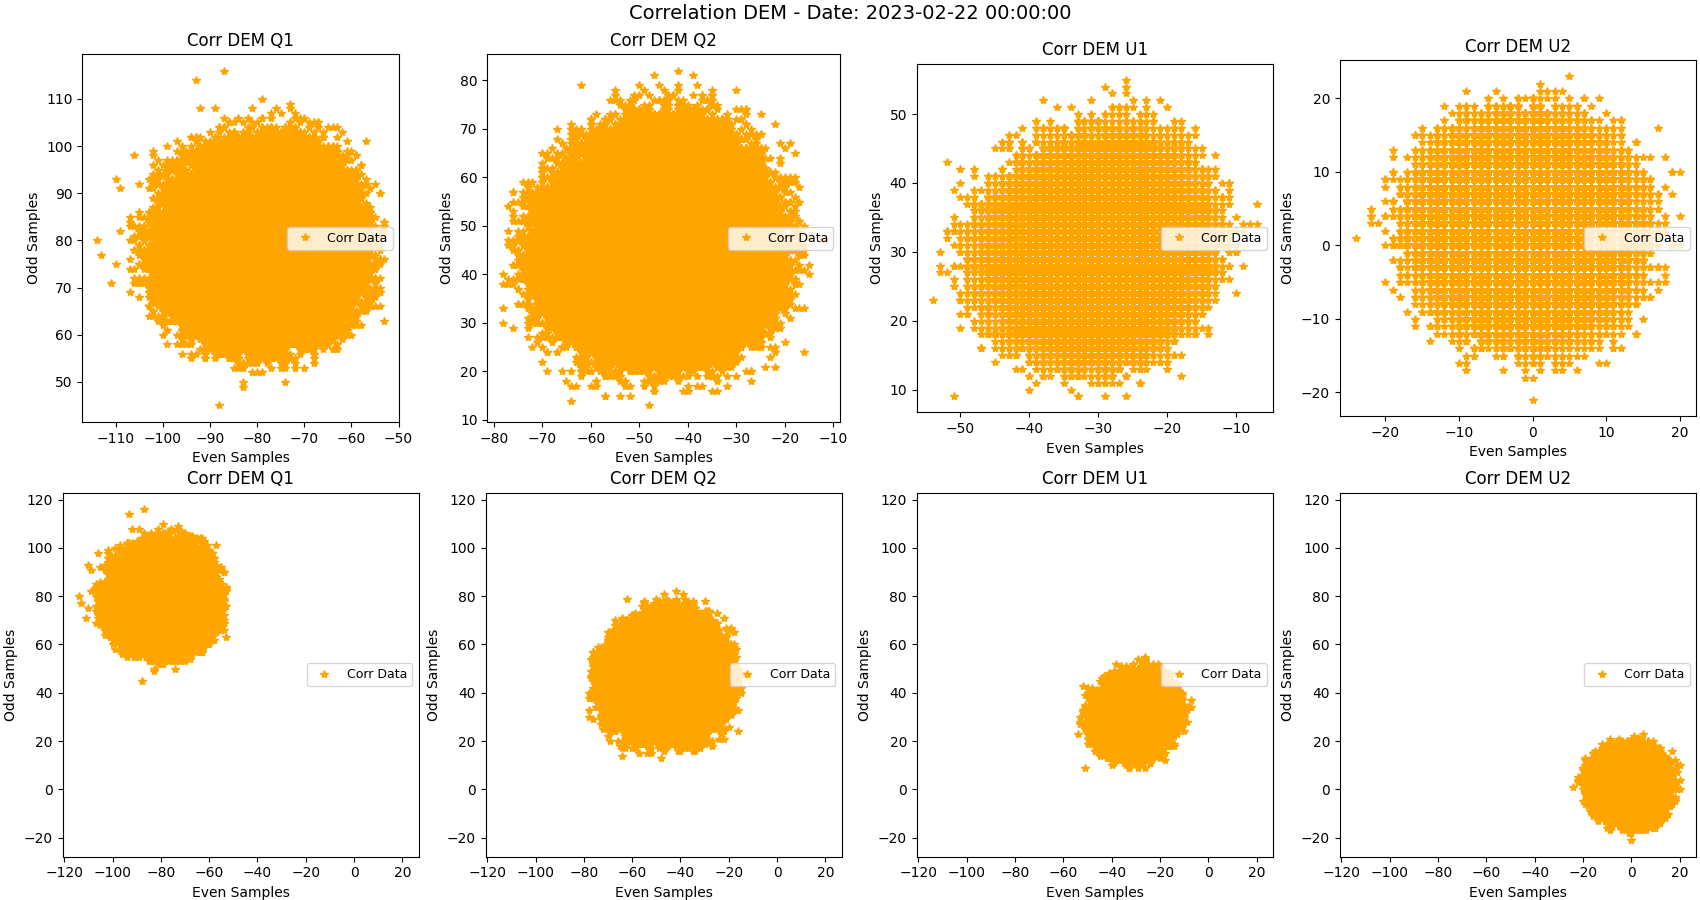 Correlation DEM - Date: 2023-02-22 00:00:00
Corr DEM Q1
Odd Samples
110
100
90
80
70
60
50
Corr Data
−110 −100 −90 −80 −70 −60 −50
Even Samples
Corr DEM Q2
Odd Samples
80
70
60
50
40
30
20
10
Corr Data
−80 −70 −60 −50 −40 −30 −20 −10
Even Samples
Corr DEM U1
Odd Samples
50
40
30
20
10
Corr Data
−50 −40 −30 −20 −10
Even Samples
Corr DEM U2
Odd Samples
20
10
0
−10
−20
Corr Data
−20 −10 0 10 20
Even Samples
Corr DEM Q1
Odd Samples
120
100
80
60
40
20
0
−20
Corr Data
−120 −100 −80 −60 −40 −20 0 20
Even Samples
Corr DEM Q2
Odd Samples
120
100
80
60
40
20
0
−20
Corr Data
−120 −100 −80 −60 −40 −20 0 20
Even Samples
Corr DEM U1
Odd Samples
120
100
80
60
40
20
0
−20
Corr Data
−120 −100 −80 −60 −40 −20 0 20
Even Samples
Corr DEM U2
Odd Samples
120
100
80
60
40
20
0
−20
Corr Data
−120 −100 −80 −60 −40 −20 0 20
Even Samples